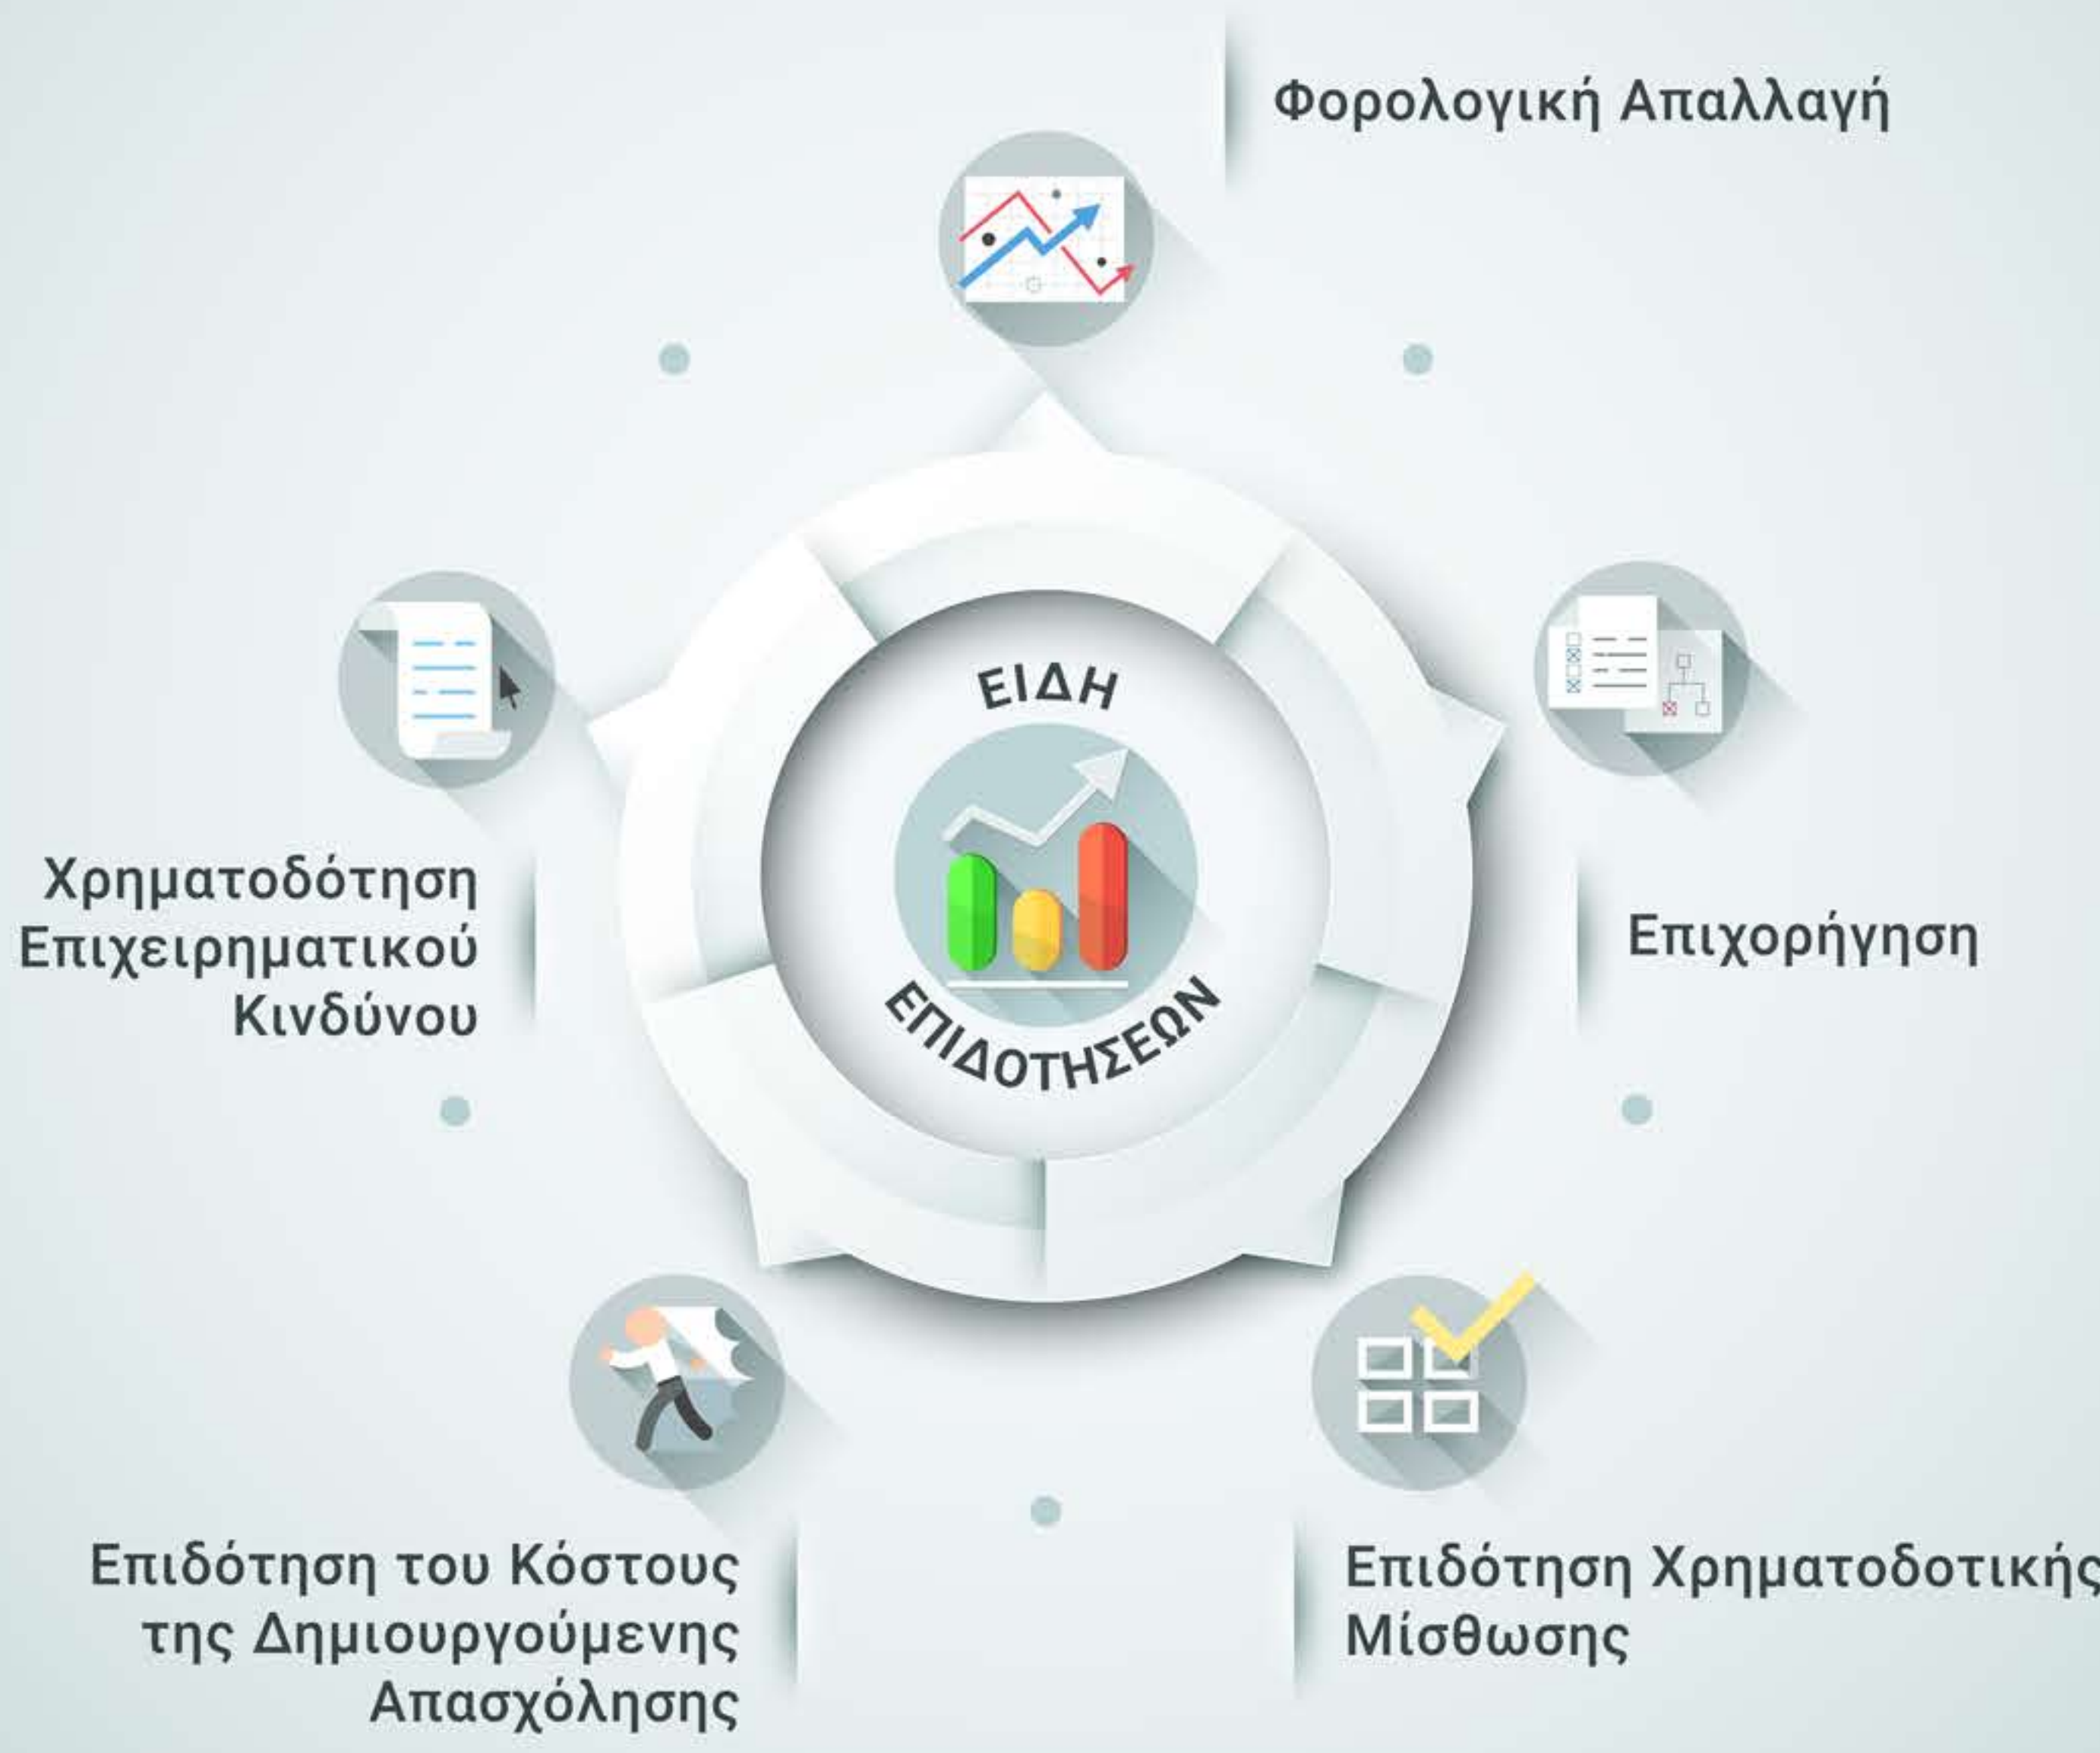 Φορολογική Απαλλαγή
ΕΙΔΗ
ΕΠΙΔΟΤΗΣΕΩΝ
Επιχορήγηση
Επιδότηση Χρηματοδοτικής
Μίσθωσης
Επιδότηση του Κόστους
της Δημιουργούμενης
Απασχόλησης
Χρηματοδότηση
Επιχειρηματικού
Κινδύνου